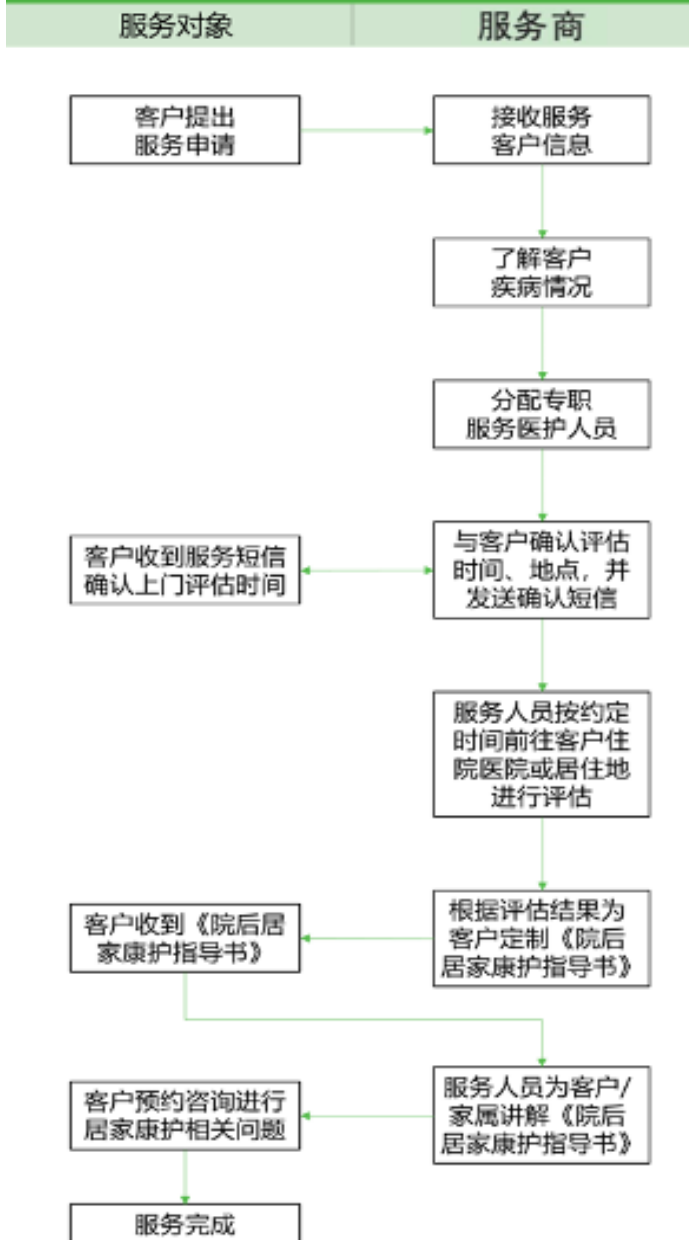 服务对象
服务商
客户提出
服务申请
接收服务
客户信息
了解客户
疾病情况
分配专职
服务医护人员
客户收到服务短信
确认上门评估时间
与客户确认评估
时间、地点，并
发送确认短信
服务人员按约定
时间前往客户住
院医院或居住地
进行评估
客户收到《院后居
家康护指导书》
根据评估结果为
客户定制《院后
居家康护指导书》
服务人员为客户/
家属讲解《院后
居家康护指导书》
客户预约咨询进行
居家康护相关问题
服务完成